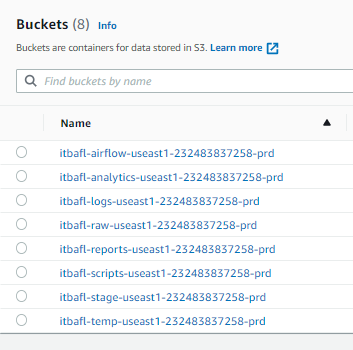 Buckets (8) Info
Buckets are containers for data stored in S3. Learn more
Find buckets by name
Name
itbafl-airflow-useast1-232483837258-prd
itbafl-analytics-useast1-232483837258-prd
itbafl-logs-useast1-232483837258-prd
itbafl-raw-useast1-232483837258-prd
itbafl-reports-useast1-232483837258-prd
itbafl-scripts-useast1-232483837258-prd
itbafl-stage-useast1-232483837258-prd
itbafl-temp-useast1-232483837258-prd